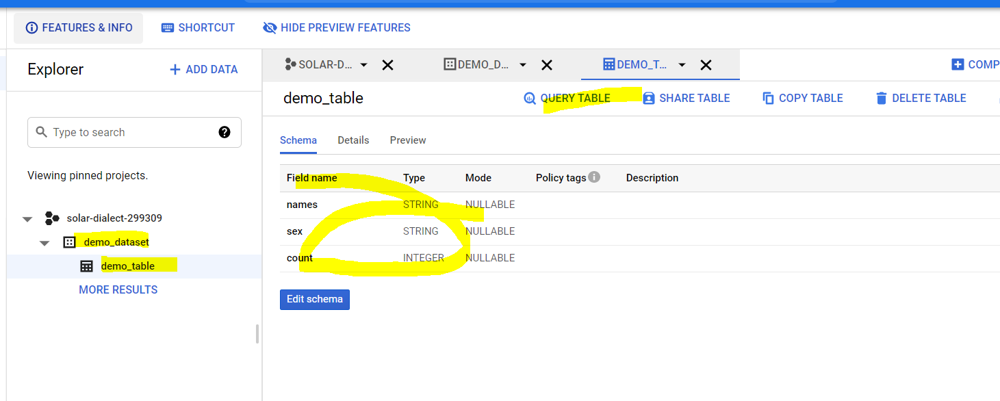 FEATURES & INFO SHORTCUT HIDE PREVIEW FEATURES
Explorer ADD DATA
SOLAR-D... DEMO_D... DEMO_T... COMP
demo_table QUERY TABLE SHARE TABLE COPY TABLE DELETE TABLE
Type to search
Schema Details Preview
Viewing pinned projects.
Field name Type Mode Policy tags Description
names STRING NULLABLE
sex STRING NULLABLE
count INTEGER NULLABLE
solar-dialect-299309
demo_dataset
demo_table
MORE RESULTS
Edit schema